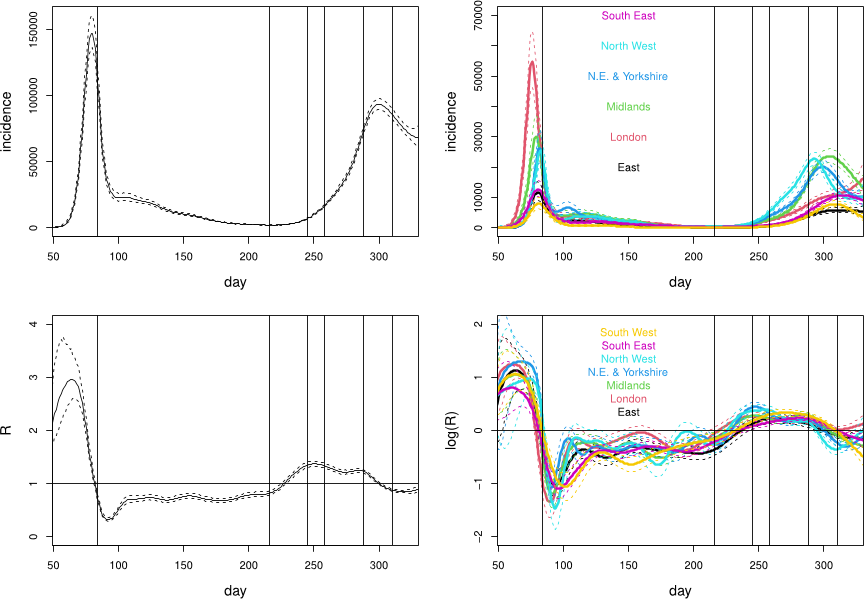 incidence
0
50000
100000
150000
50
100
150
200
250
300
day
incidence
0
10000
30000
50000
70000
South East
North West
N.E. & Yorkshire
Midlands
London
East
50
100
150
200
250
300
day
R
0
1
2
3
4
50
100
150
200
250
300
day
log(R)
−2
−1
0
1
2
South West
South East
North West
N.E. & Yorkshire
Midlands
London
East
50
100
150
200
250
300
day